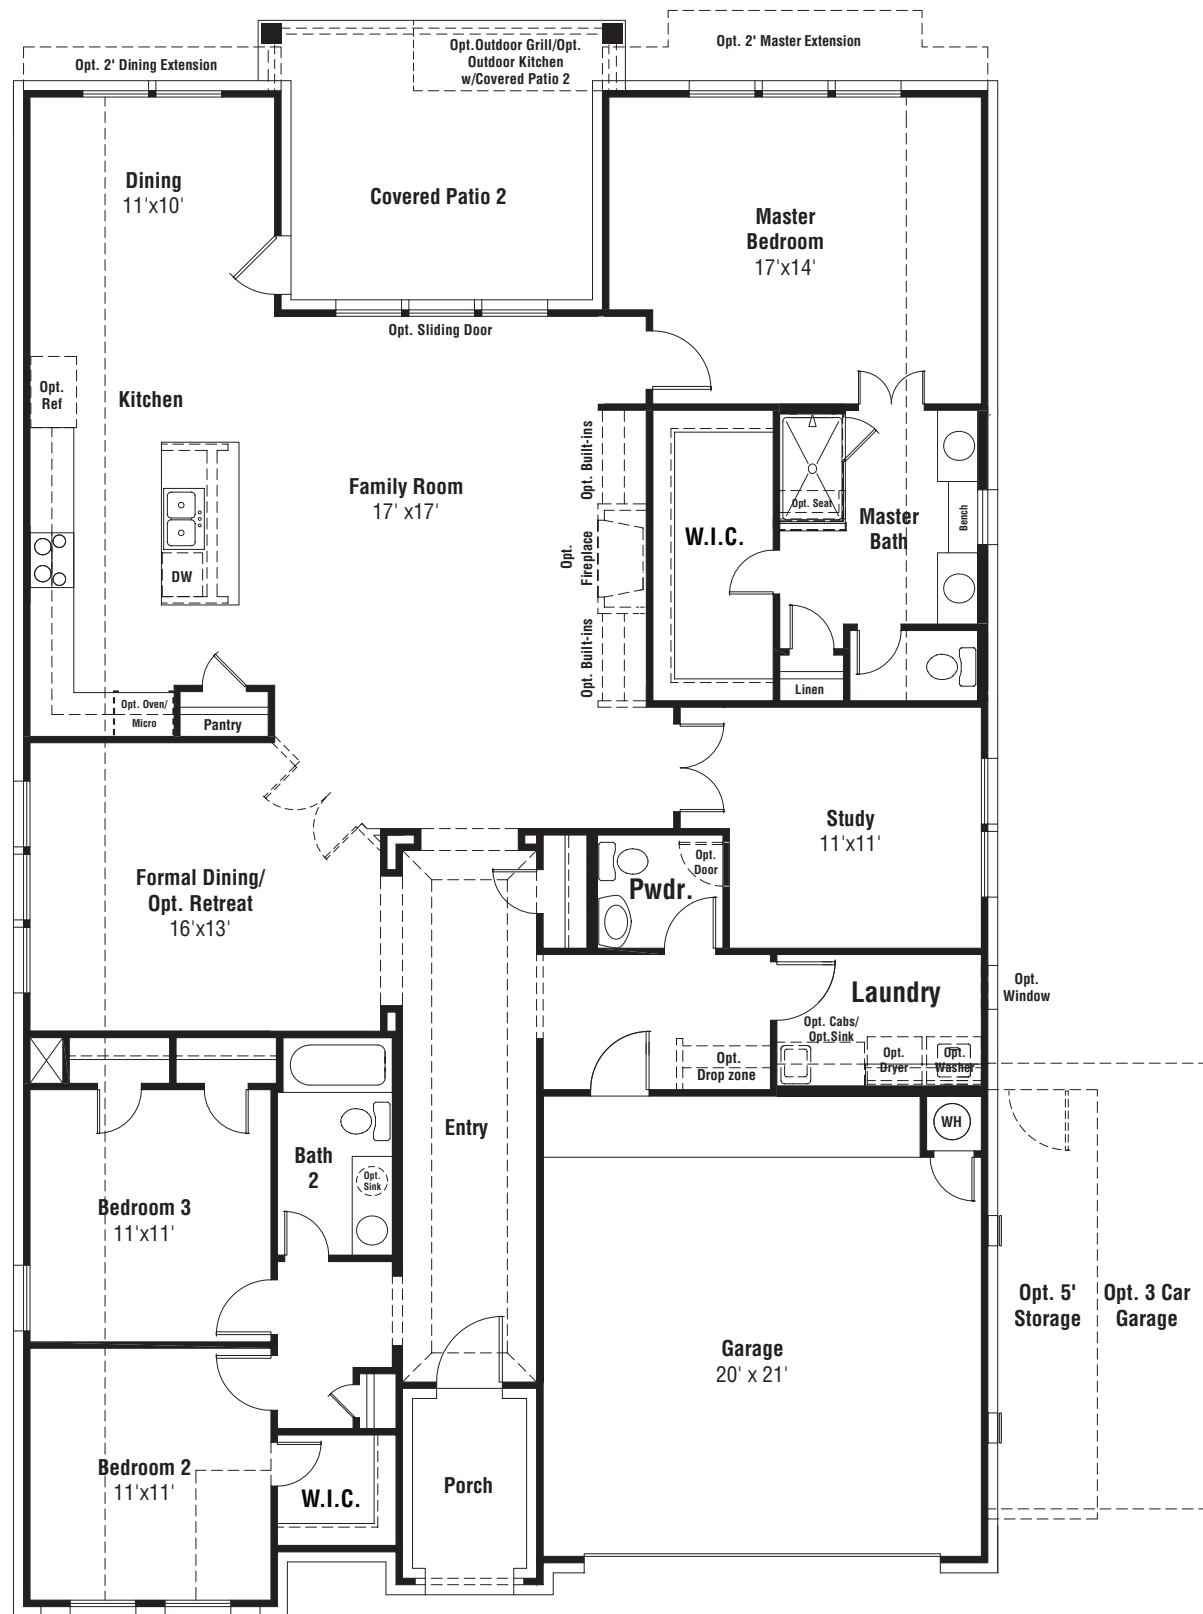 Opt. 2' Dining Extension
Opt.Outdoor Grill/Opt.
Outdoor Kitchen
w/Covered Patio 2
Opt. 2' Master Extension
Dining
11'x10'
Covered Patio 2
Master
Bedroom
17'x14'
Opt. Sliding Door
Opt.
Ref
Kitchen
Family Room
17' x17'
DW
Opt. Built-ins
Opt.
Fireplace
Opt. Built-ins
W.I.C.
Opt. Seat
Master
Bath
Bench
Linen
Opt. Oven/
Micro
Pantry
Formal Dining/
Opt. Retreat
16'x13'
Study
11'x11'
Opt.
Door
Pwdr.
Laundry
Opt. Cabs/
Opt.Sink
Opt.
Dryer
Opt.
Washer
Opt.
Window
Opt.
Drop zone
Entry
Bath
2
Opt.
Sink
WH
Bedroom 3
11'x11'
Garage
20' x 21'
Opt. 5'
Storage
Opt. 3 Car
Garage
Bedroom 2
11'x11'
W.I.C.
Porch